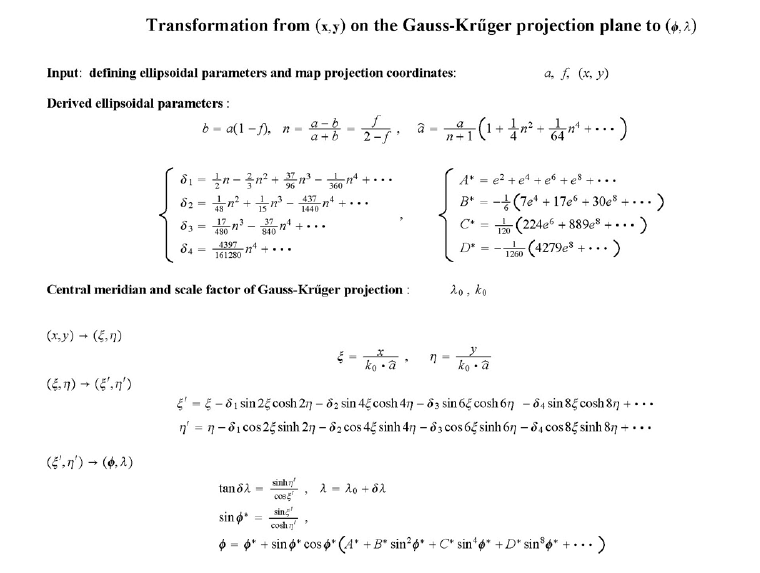 Transformation from (x,y) on the Gauss-Krűger projection plane to (ϕ,λ)
Input: defining ellipsoidal parameters and map projection coordinates: a, f, (x, y)
Derived ellipsoidal parameters :
b = a(1 − f), n = (a − b)/(a + b) = f/(2 − f) , â = a/(n + 1) (1 + 1/4 n² + 1/64 n⁴ + ⋯ )
δ₁ = 1/2 n − 2/3 n² + 37/96 n³ − 1/360 n⁴ + ⋯
δ₂ = 1/48 n² + 1/15 n³ − 437/1440 n⁴ + ⋯
δ₃ = 17/480 n³ − 37/840 n⁴ + ⋯
δ₄ = 4397/161280 n⁴ + ⋯
,
A* = e² + e⁴ + e⁶ + e⁸ + ⋯
B* = −1/6 (7e⁴ + 17e⁶ + 30e⁸ + ⋯ )
C* = 1/120 (224e⁶ + 889e⁸ + ⋯ )
D* = −1/1260 (4279e⁸ + ⋯ )
Central meridian and scale factor of Gauss-Krűger projection : λ₀ , k₀
(x,y) → (ξ,η)
ξ = x/(k₀ • â) , η = y/(k₀ • â)
(ξ, η) → (ξ′,η′)
ξ′ = ξ − δ₁ sin 2ξ cosh 2η − δ₂ sin 4ξ cosh 4η − δ₃ sin 6ξ cosh 6η − δ₄ sin 8ξ cosh 8η + ⋯
η′ = η − δ₁ cos 2ξ sinh 2η − δ₂ cos 4ξ sinh 4η − δ₃ cos 6ξ sinh 6η − δ₄ cos 8ξ sinh 8η + ⋯
(ξ′,η′) → (ϕ,λ)
tan δλ = sinh η′/cos ξ′ , λ = λ₀ + δλ
sin ϕ* = sin ξ′/cosh η′ ,
ϕ = ϕ* + sin ϕ* cos ϕ* (A* + B* sin²ϕ* + C* sin⁴ϕ* + D* sin⁸ϕ* + ⋯ )